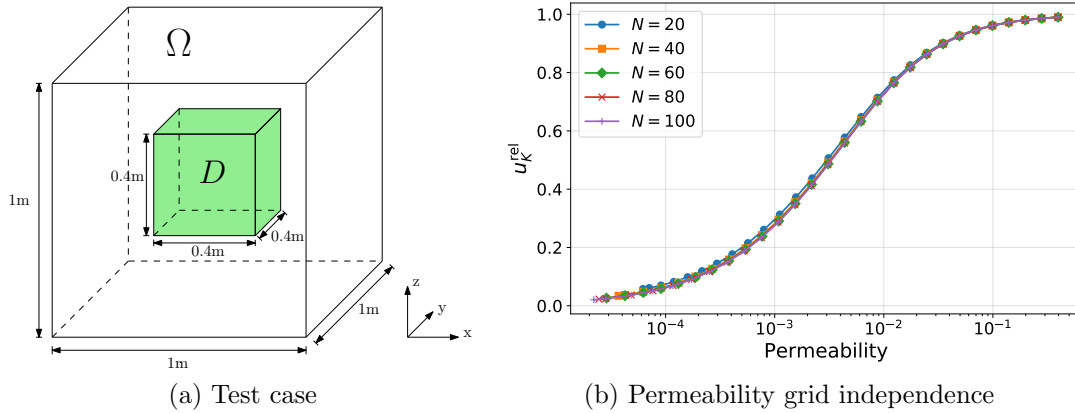 Ω
D
0.4m
0.4m
0.4m
1m
1m
1m
z
y
x
(a) Test case
1.0
0.8
0.6
0.4
0.2
0.0
u_K^rel
N = 20
N = 40
N = 60
N = 80
N = 100
10⁻⁴
10⁻³
10⁻²
10⁻¹
Permeability
(b) Permeability grid independence